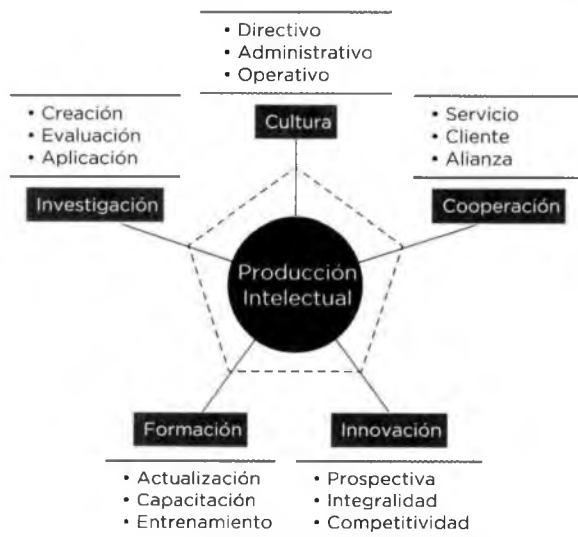 • Directivo
• Administrativo
• Operativo
Cultura
• Creación
• Evaluación
• Aplicación
Investigación
• Servicio
• Cliente
• Alianza
Cooperación
Producción
Intelectual
Formación
• Actualización
• Capacitación
• Entrenamiento
Innovación
• Prospectiva
• Integralidad
• Competitividad